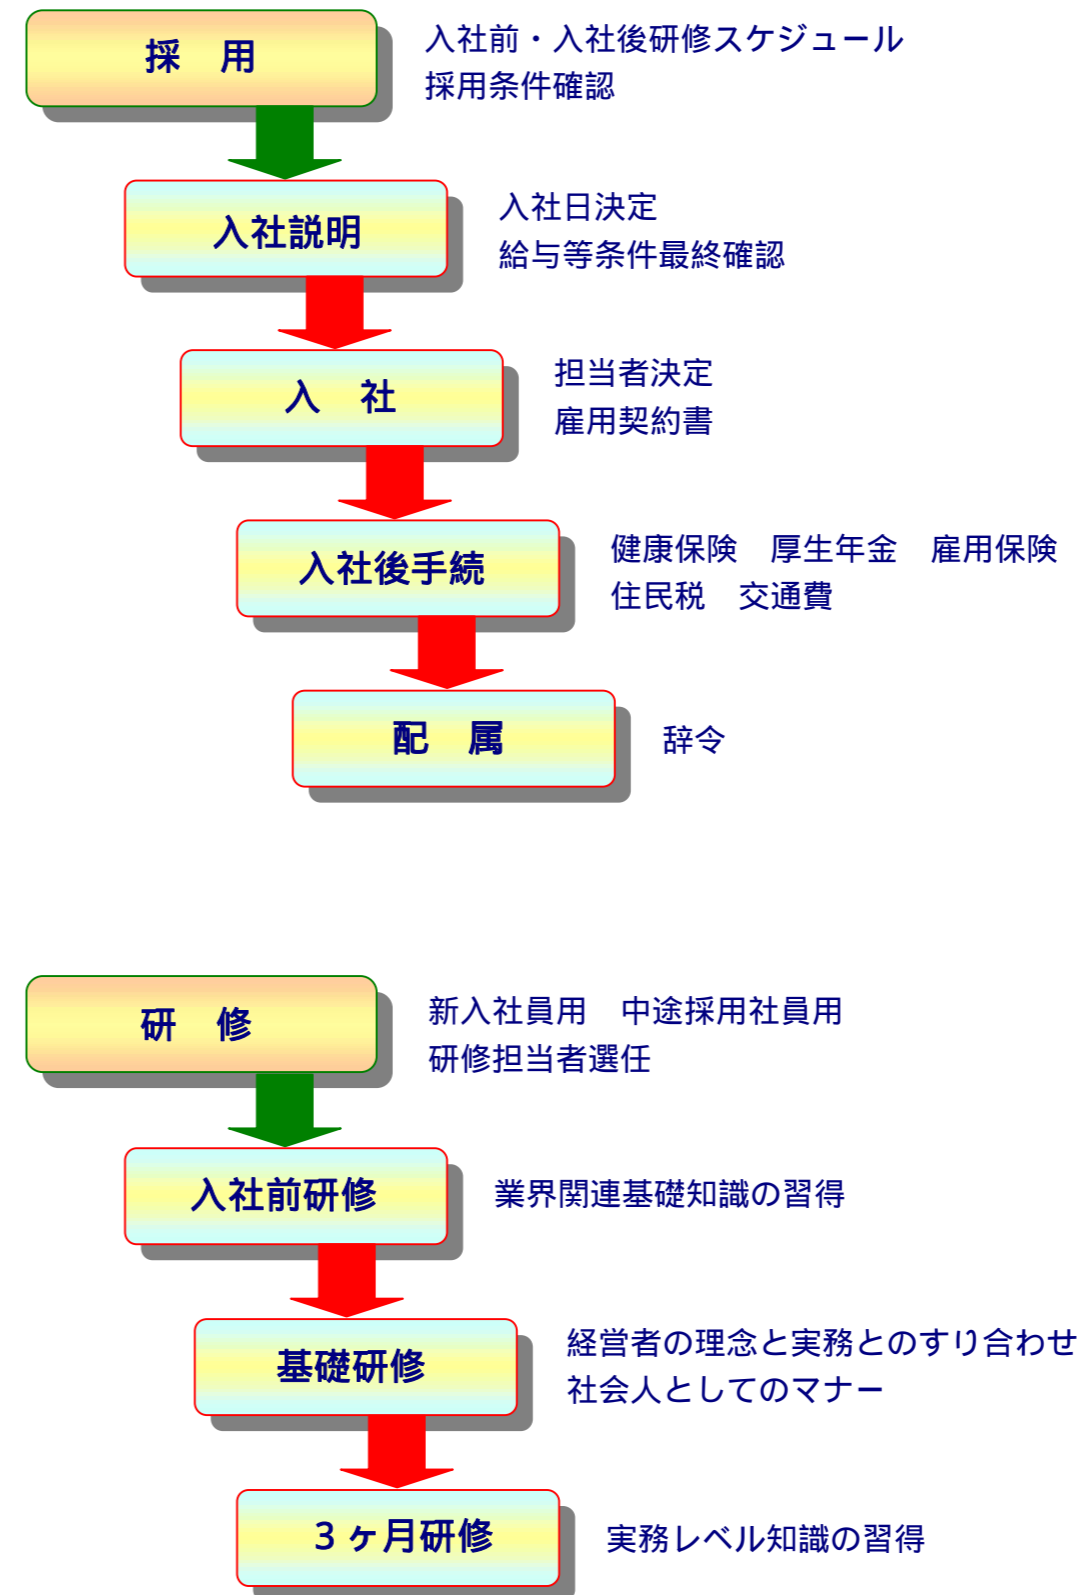 採　用
入社前・入社後研修スケジュール
採用条件確認
入社説明
入社日決定
給与等条件最終確認
入　社
担当者決定
雇用契約書
入社後手続
健康保険　厚生年金　雇用保険
住民税　交通費
配　属
辞令
研　修
新入社員用　中途採用社員用
研修担当者選任
入社前研修
業界関連基礎知識の習得
基礎研修
経営者の理念と実務とのすり合わせ
社会人としてのマナー
３ヶ月研修
実務レベル知識の習得